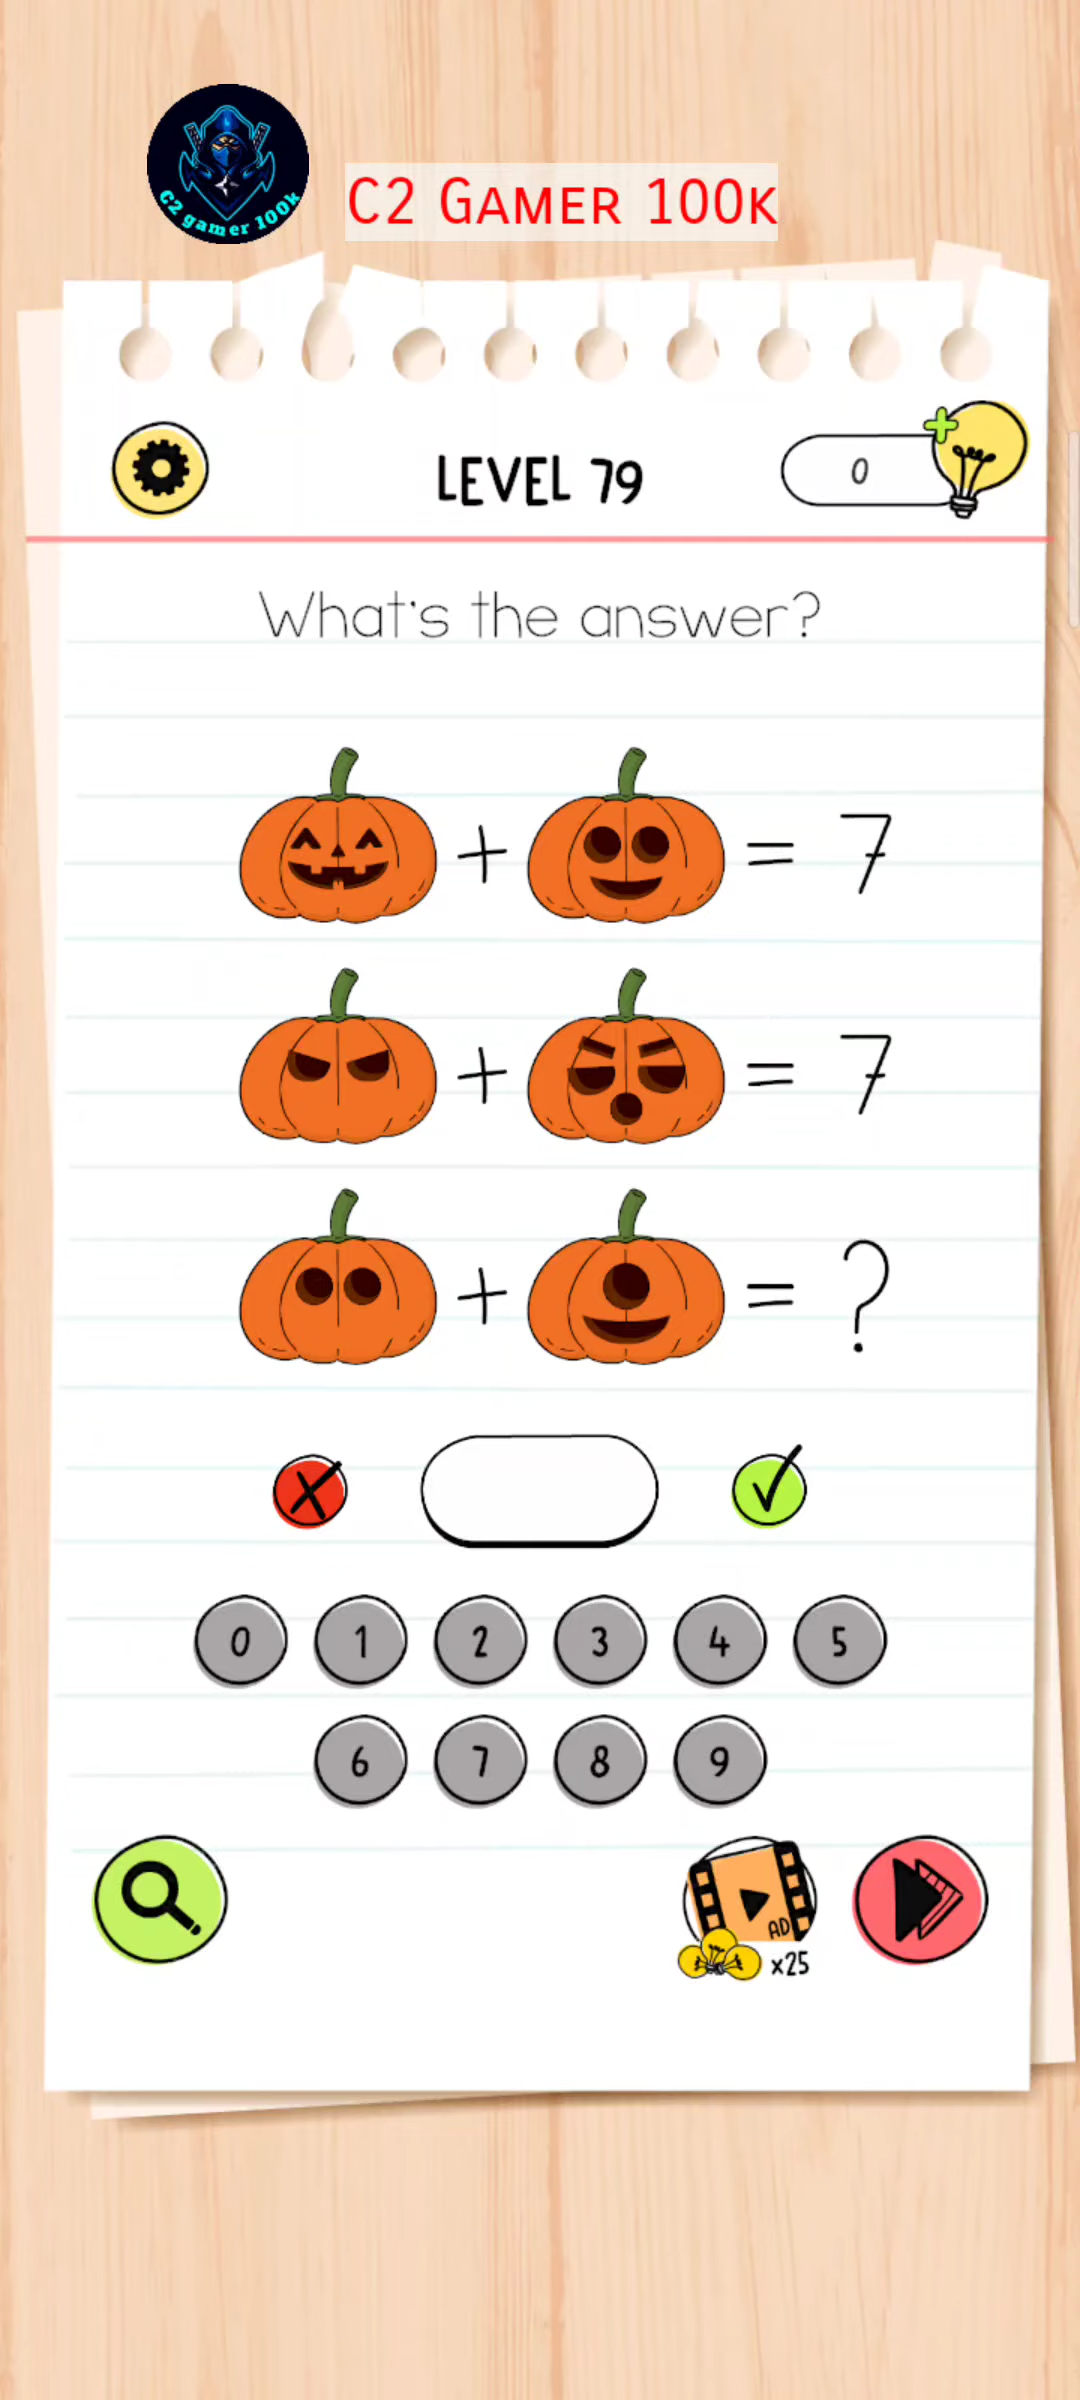 C2 gamer 100k
C2 GAMER 100K
LEVEL 79
0
What's the answer?
+ = 7
+ = 7
+ = ?
0 1 2 3 4 5
6 7 8 9
AD
x25